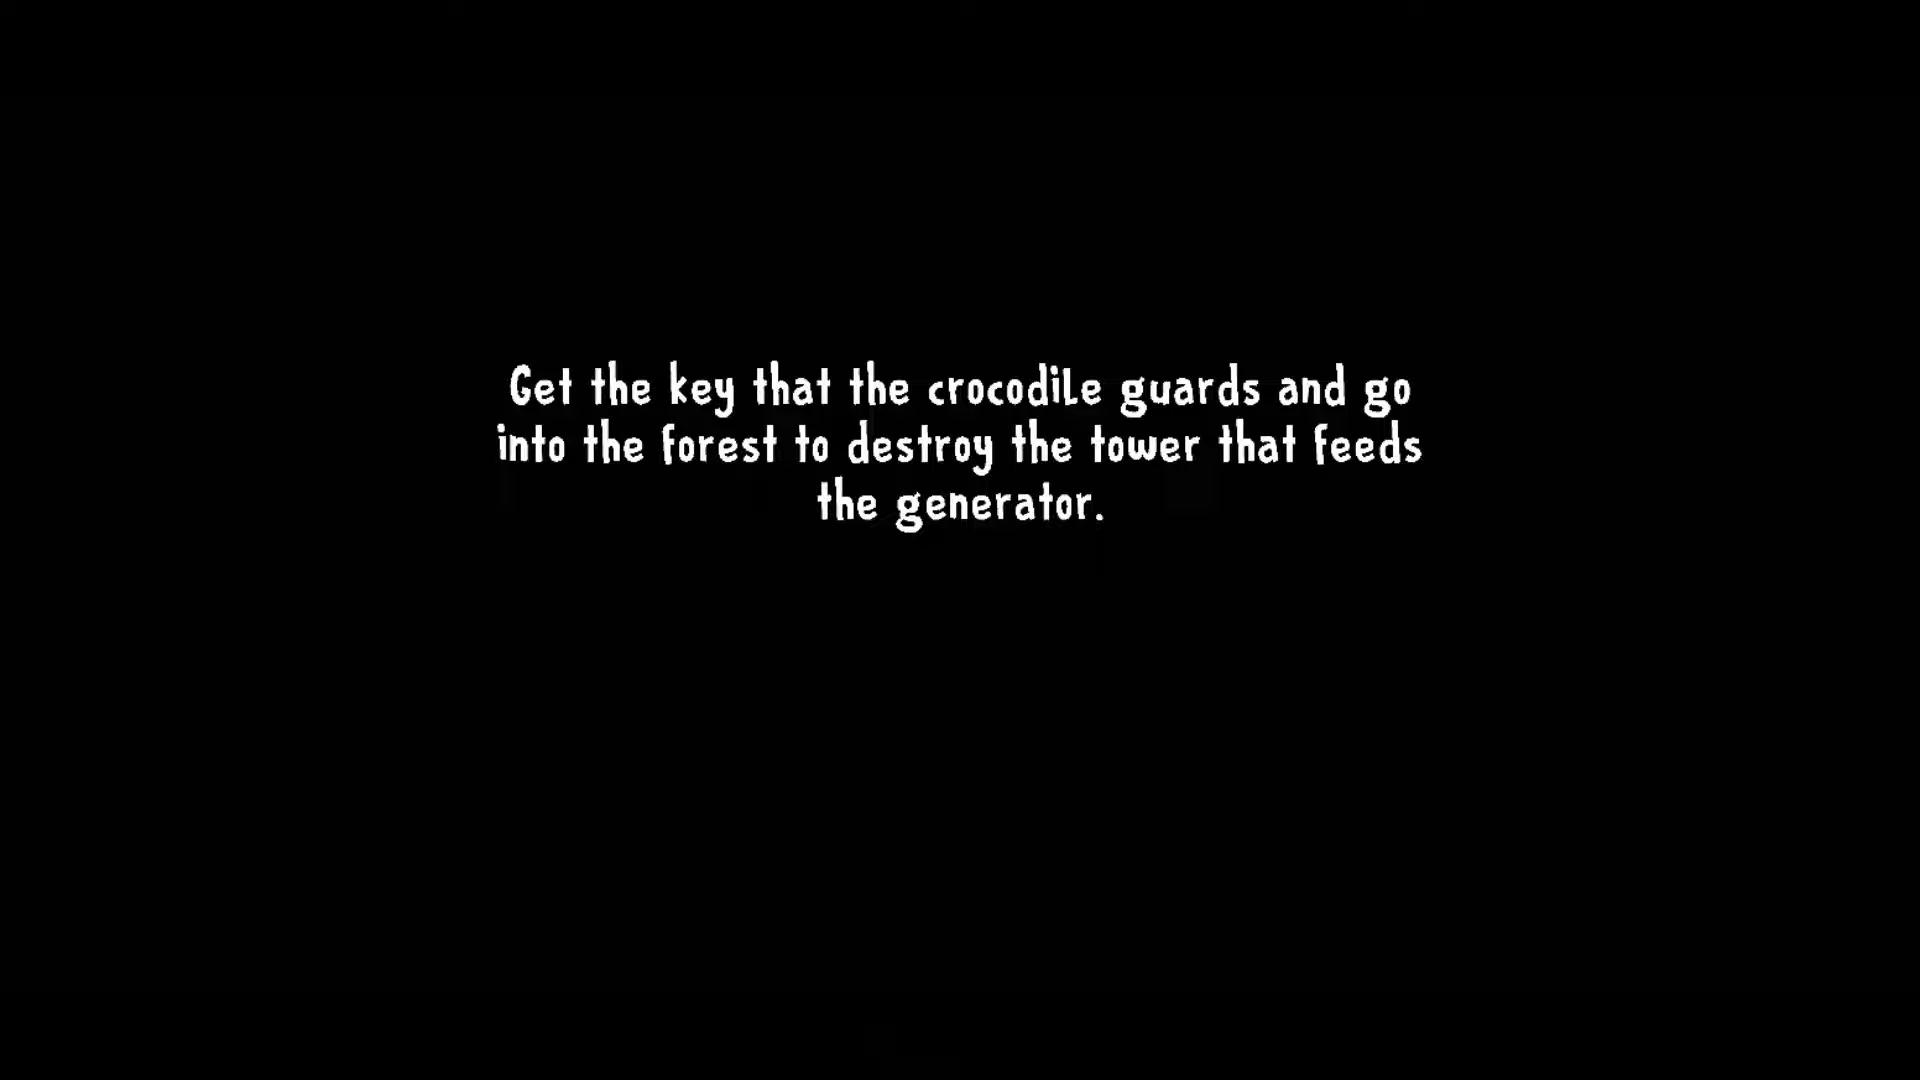 Get the key that the crocodile guards and go
into the forest to destroy the tower that feeds
the generator.